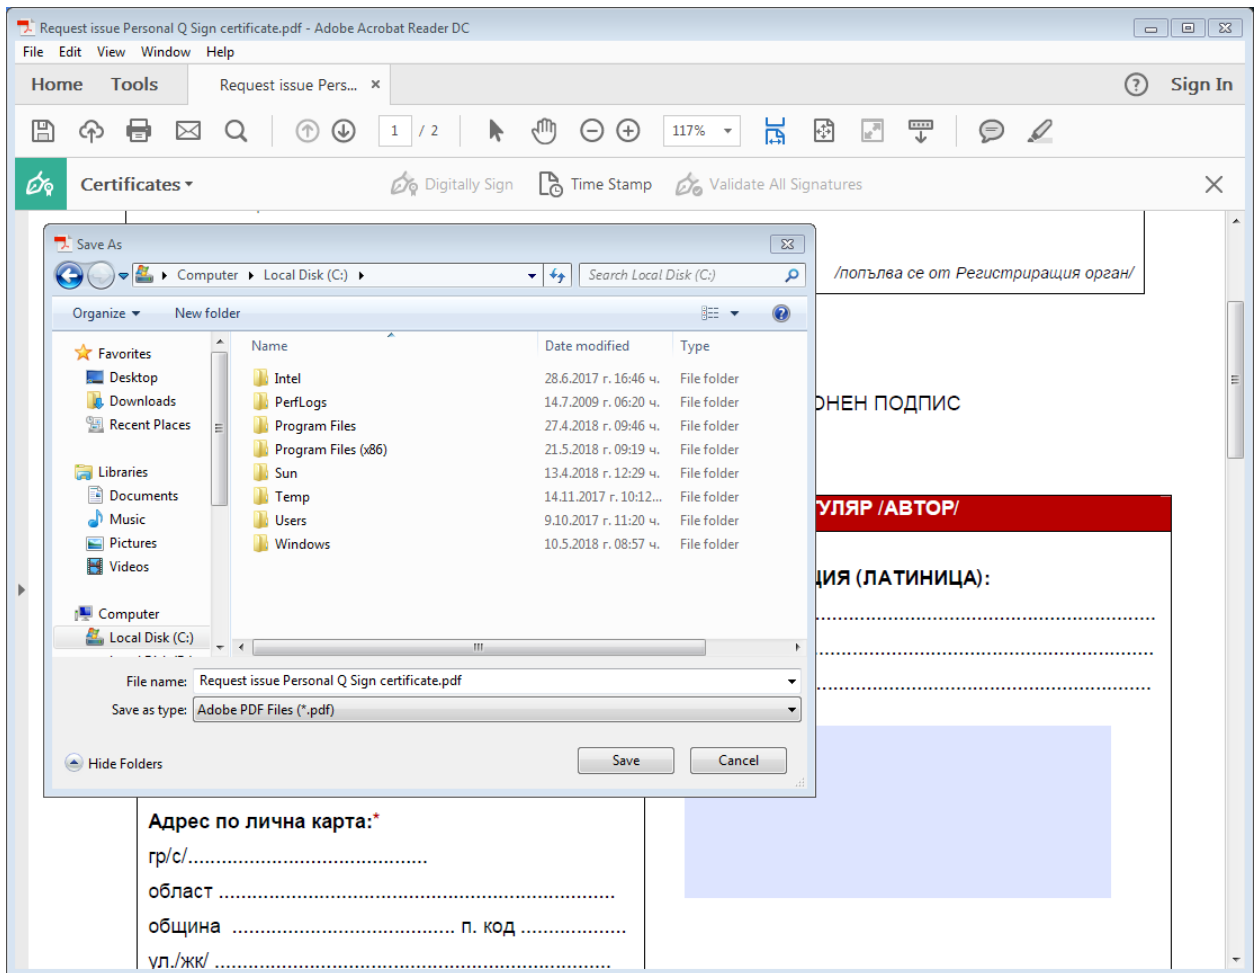 Request issue Personal Q Sign certificate.pdf - Adobe Acrobat Reader DC
File Edit View Window Help
Home Tools Request issue Pers... × ? Sign In
1 / 2 117%
Certificates Digitally Sign Time Stamp Validate All Signatures
Save As
Computer Local Disk (C:) Search Local Disk (C:)
/попълва се от Регистриращия орган/
Organize New folder
Name Date modified Type
Favorites
Desktop
Downloads
Recent Places
Libraries
Documents
Music
Pictures
Videos
Computer
Local Disk (C:)
Intel 28.6.2017 г. 16:46 ч. File folder
PerfLogs 14.7.2009 г. 06:20 ч. File folder
Program Files 27.4.2018 г. 09:46 ч. File folder
Program Files (x86) 21.5.2018 г. 09:19 ч. File folder
Sun 13.4.2018 г. 12:29 ч. File folder
Temp 14.11.2017 г. 10:12... File folder
Users 9.10.2017 г. 11:20 ч. File folder
Windows 10.5.2018 г. 08:57 ч. File folder
ОНЕН ПОДПИС
УЛЯР /АВТОР/
ЦИЯ (ЛАТИНИЦА):
File name: Request issue Personal Q Sign certificate.pdf
Save as type: Adobe PDF Files (*.pdf)
Hide Folders Save Cancel
Адрес по лична карта:*
гр/с/...........................................
област .......................................................................
община ........................................ п. код ...................
ул./жк/ .......................................................................